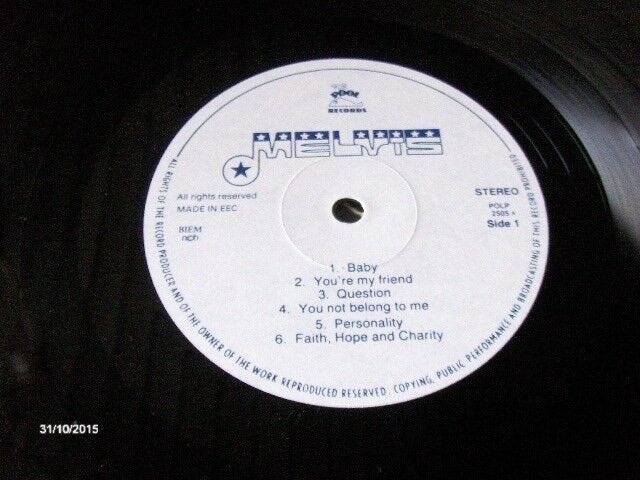 POOL
RECORDS
MELVIS
All rights reserved
MADE IN EEC
BIEM
ncb
STEREO
POLP
2505 A
Side 1
1. Baby
2. You're my friend
3. Question
4. You not belong to me
5. Personality
6. Faith, Hope and Charity
ALL RIGHTS OF THE RECORD PRODUCER AND OF THE OWNER OF THE WORK REPRODUCED RESERVED. COPYING, PUBLIC PERFORMANCE AND BROADCASTING OF THIS RECORD PROHIBITED
31/10/2015